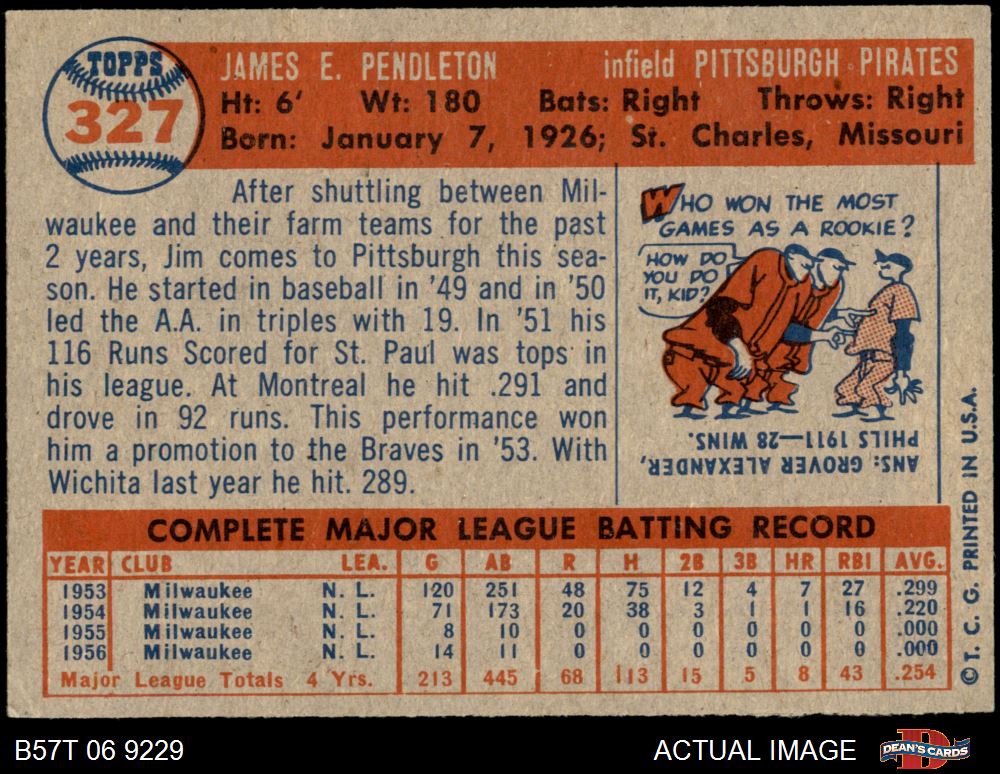 TOPPS
327
JAMES E. PENDLETON infield PITTSBURGH PIRATES
Ht: 6' Wt: 180 Bats: Right Throws: Right
Born: January 7, 1926; St. Charles, Missouri
After shuttling between Mil-
waukee and their farm teams for the past
2 years, Jim comes to Pittsburgh this sea-
son. He started in baseball in '49 and in '50
led the A.A. in triples with 19. In '51 his
116 Runs Scored for St. Paul was tops in
his league. At Montreal he hit .291 and
drove in 92 runs. This performance won
him a promotion to the Braves in '53. With
Wichita last year he hit. 289.
WHO WON THE MOST
GAMES AS A ROOKIE?
HOW DO
YOU DO
IT, KID?
ANS: GROVER ALEXANDER,
PHILS 1911—28 WINS.
© T. C. G. PRINTED IN U.S.A.
COMPLETE MAJOR LEAGUE BATTING RECORD
YEAR CLUB LEA. G AB R H 2B 3B HR RBI AVG.
1953 Milwaukee N. L. 120 251 48 75 12 4 7 27 .299
1954 Milwaukee N. L. 71 173 20 38 3 1 1 16 .220
1955 Milwaukee N. L. 8 10 0 0 0 0 0 0 .000
1956 Milwaukee N. L. 14 11 0 0 0 0 0 0 .000
Major League Totals 4 Yrs. 213 445 68 113 15 5 8 43 .254
B57T 06 9229 ACTUAL IMAGE DEAN'S CARDS